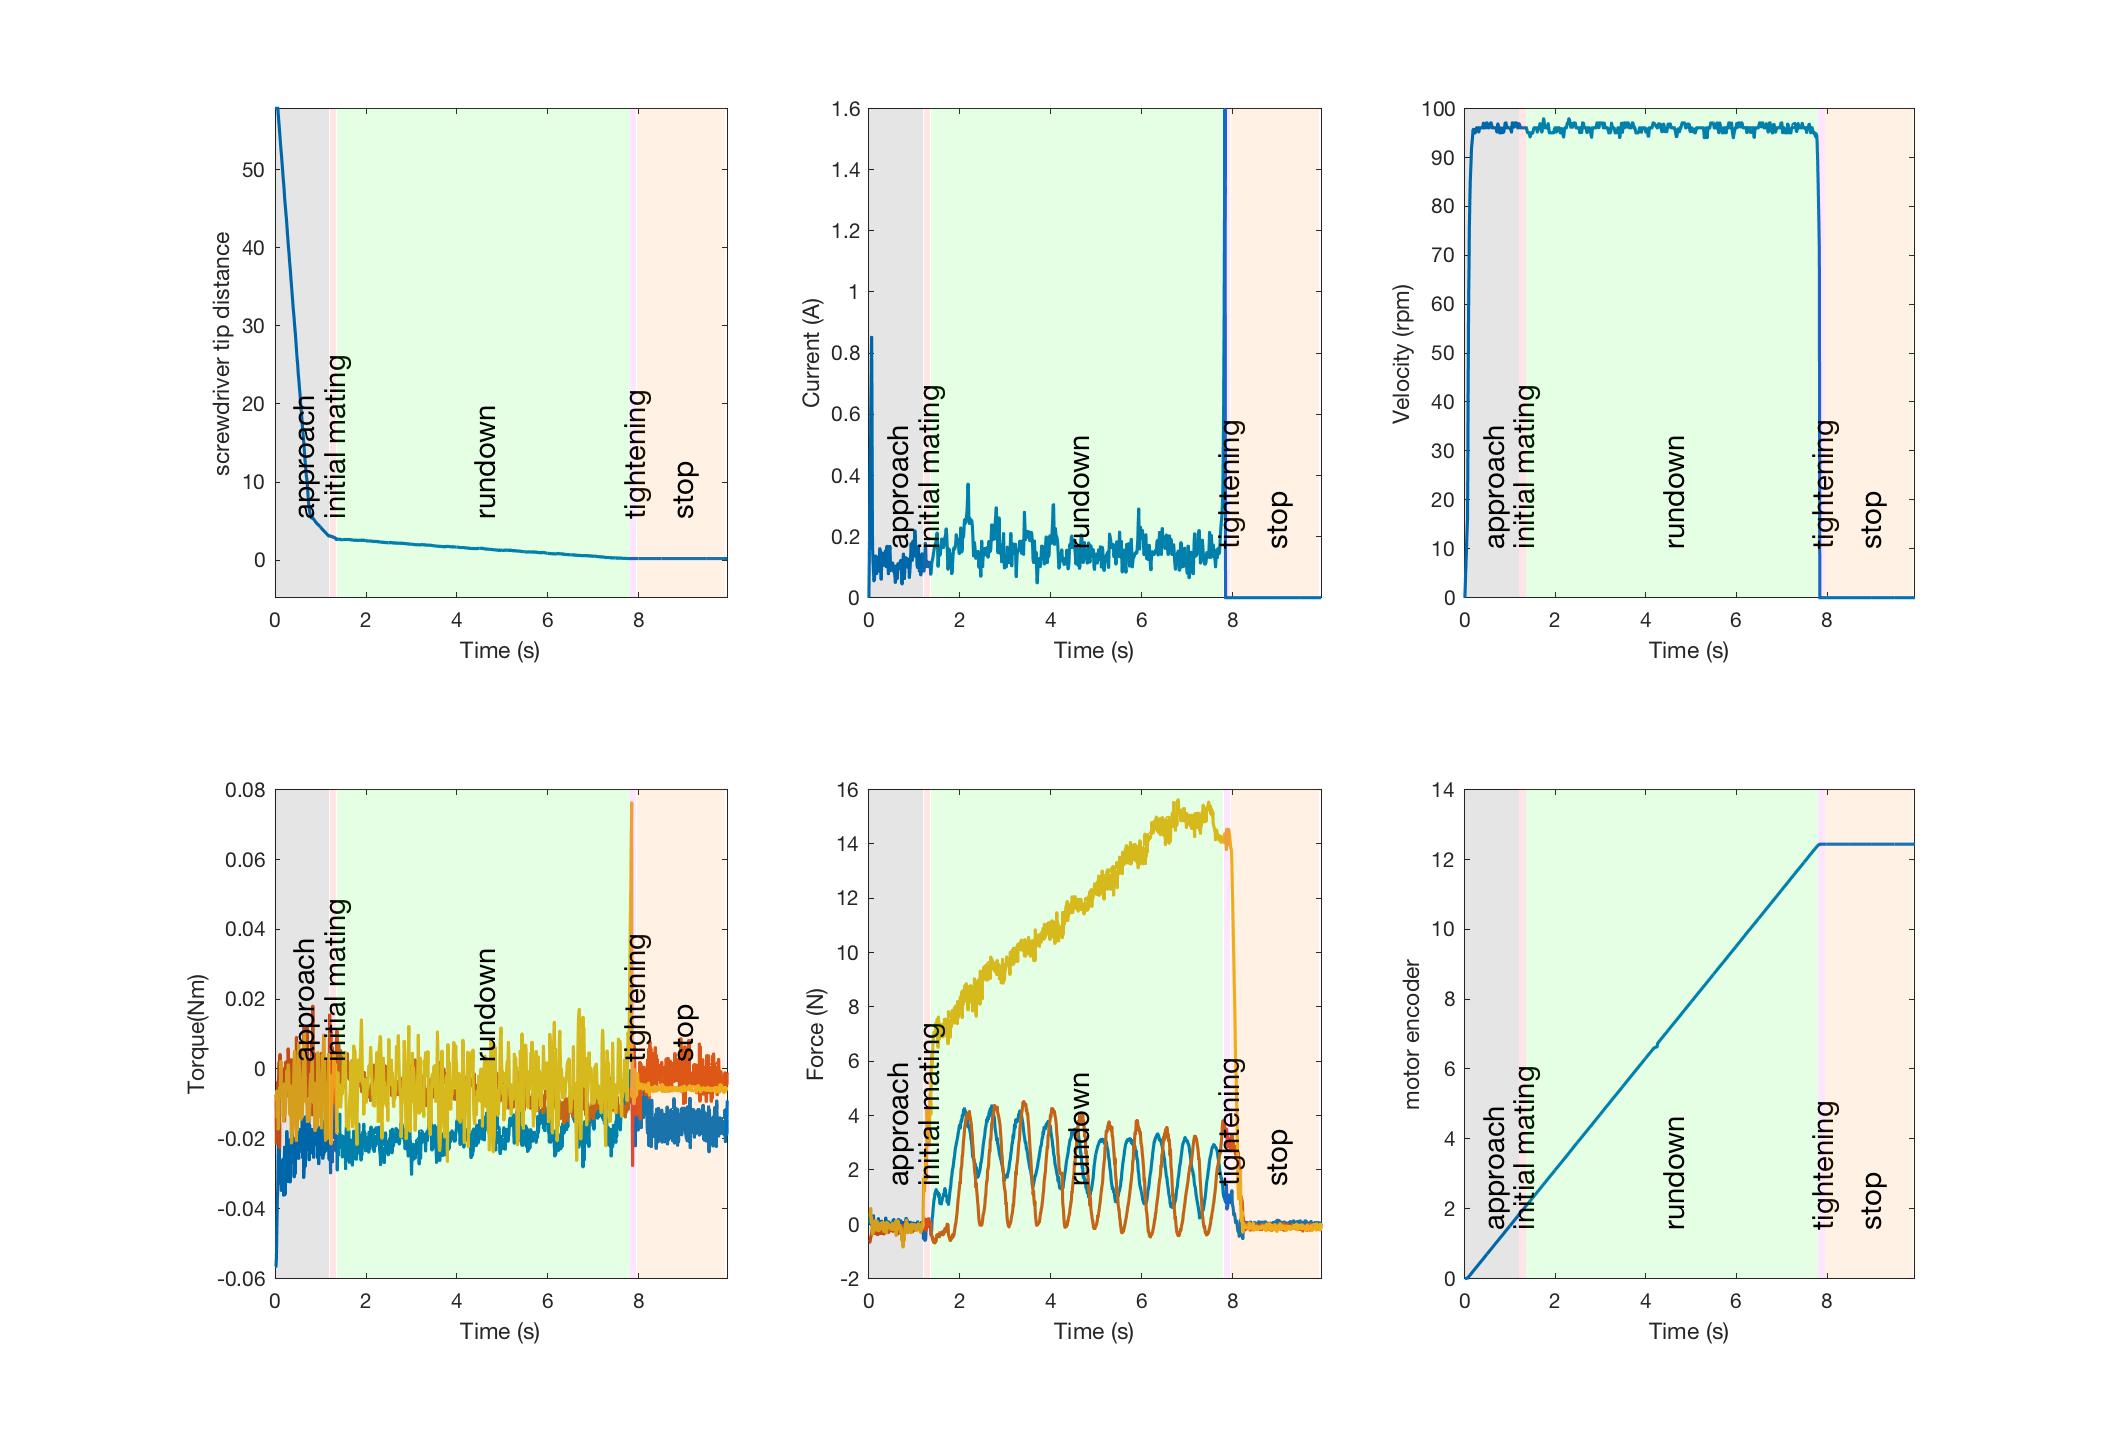 screwdriver tip distance
50
40
30
20
10
0
approach
initial mating
rundown
tightening
stop
0 2 4 6 8
Time (s)
Current (A)
1.6
1.4
1.2
1
0.8
0.6
0.4
0.2
0
approach
initial mating
rundown
tightening
stop
0 2 4 6 8
Time (s)
Velocity (rpm)
100
90
80
70
60
50
40
30
20
10
0
approach
initial mating
rundown
tightening
stop
0 2 4 6 8
Time (s)
Torque(Nm)
0.08
0.06
0.04
0.02
0
-0.02
-0.04
-0.06
approach
initial mating
rundown
tightening
stop
0 2 4 6 8
Time (s)
Force (N)
16
14
12
10
8
6
4
2
0
-2
approach
initial mating
rundown
tightening
stop
0 2 4 6 8
Time (s)
motor encoder
14
12
10
8
6
4
2
0
approach
initial mating
rundown
tightening
stop
0 2 4 6 8
Time (s)